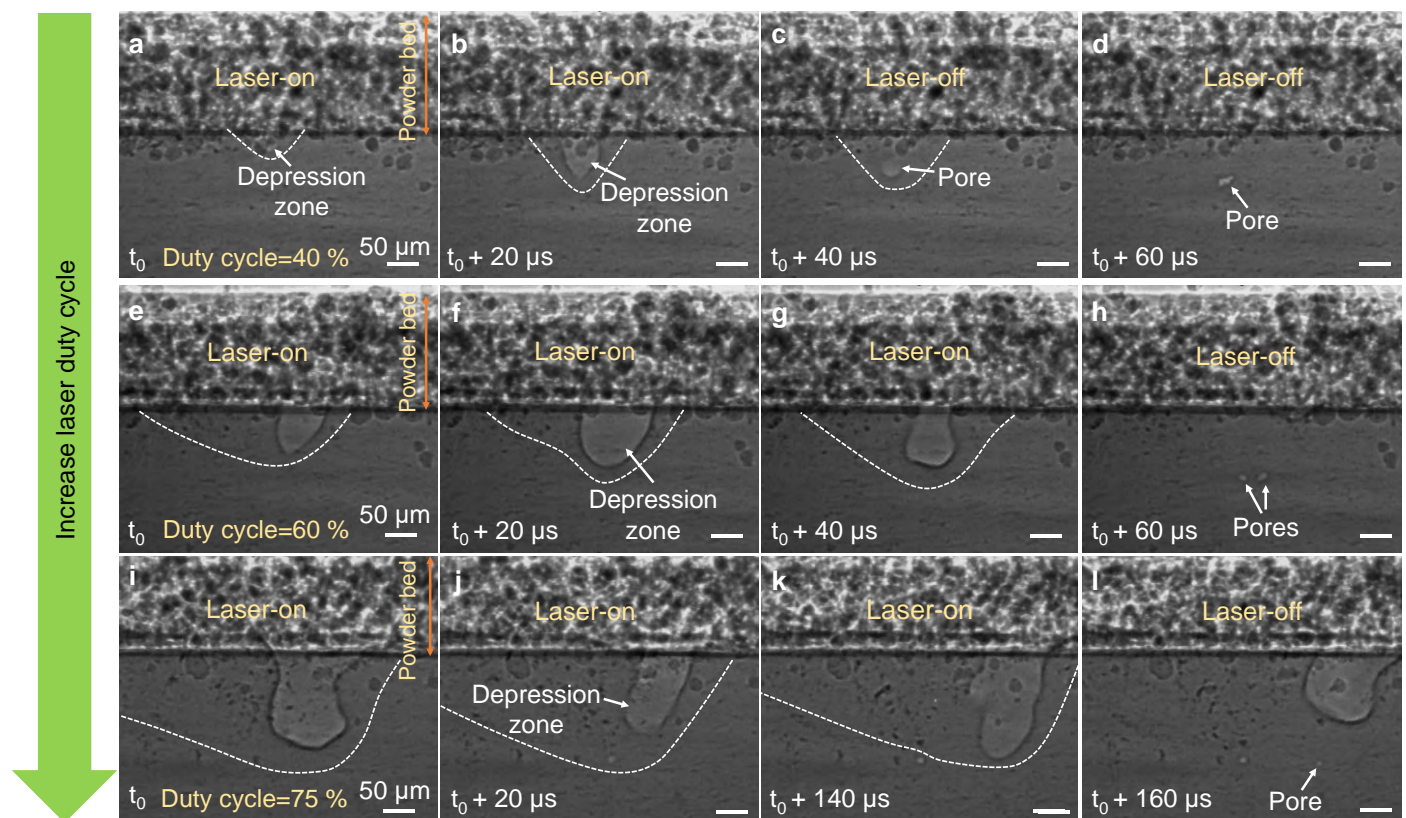 Increase laser duty cycle
a
Laser-on
Powder bed
Depression
zone
t0 Duty cycle=40 % 50 µm
b
Laser-on
Depression
zone
t0 + 20 µs
c
Laser-off
Pore
t0 + 40 µs
d
Laser-off
Pore
t0 + 60 µs
e
Laser-on
Powder bed
t0 Duty cycle=60 % 50 µm
f
Laser-on
Depression
zone
t0 + 20 µs
g
Laser-on
t0 + 40 µs
h
Laser-off
Pores
t0 + 60 µs
i
Laser-on
Powder bed
t0 Duty cycle=75 % 50 µm
j
Laser-on
Depression
zone
t0 + 20 µs
k
Laser-on
t0 + 140 µs
l
Laser-off
Pore
t0 + 160 µs